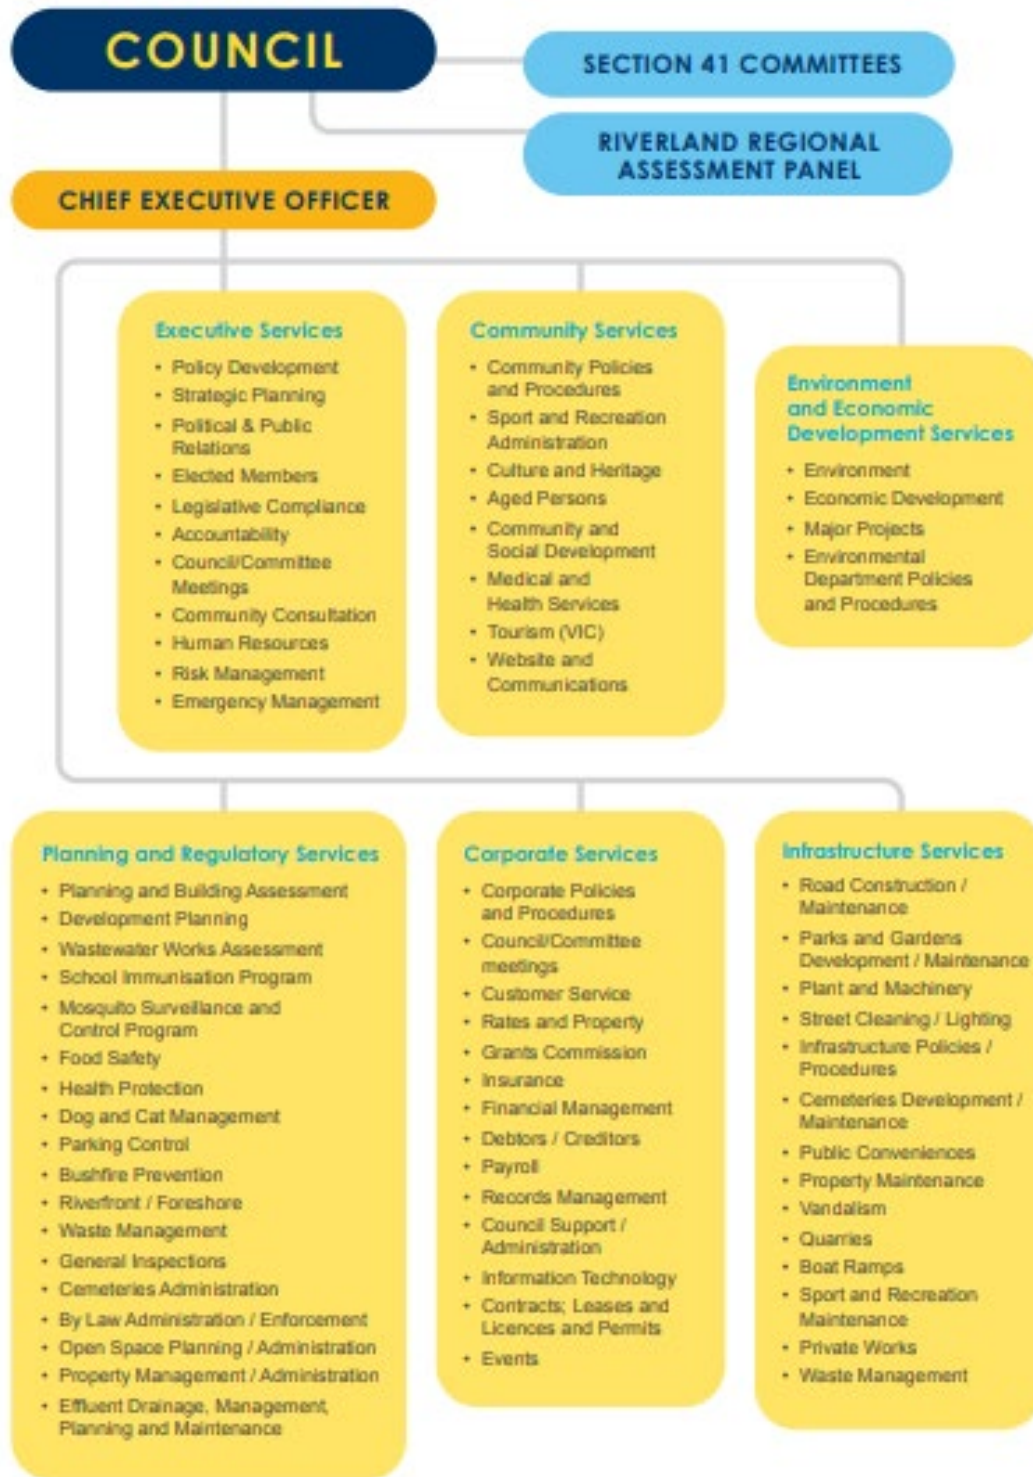 COUNCIL
SECTION 41 COMMITTEES
RIVERLAND REGIONAL
ASSESSMENT PANEL
CHIEF EXECUTIVE OFFICER
Executive Services
• Policy Development
• Strategic Planning
• Political & Public
Relations
• Elected Members
• Legislative Compliance
• Accountability
• Council/Committee
Meetings
• Community Consultation
• Human Resources
• Risk Management
• Emergency Management
Community Services
• Community Policies
and Procedures
• Sport and Recreation
Administration
• Culture and Heritage
• Aged Persons
• Community and
Social Development
• Medical and
Health Services
• Tourism (VIC)
• Website and
Communications
Environment
and Economic
Development Services
• Environment
• Economic Development
• Major Projects
• Environmental
Department Policies
and Procedures
Planning and Regulatory Services
• Planning and Building Assessment
• Development Planning
• Wastewater Works Assessment
• School Immunisation Program
• Mosquito Surveillance and
Control Program
• Food Safety
• Health Protection
• Dog and Cat Management
• Parking Control
• Bushfire Prevention
• Riverfront / Foreshore
• Waste Management
• General Inspections
• Cemeteries Administration
• By Law Administration / Enforcement
• Open Space Planning / Administration
• Property Management / Administration
• Effluent Drainage, Management,
Planning and Maintenance
Corporate Services
• Corporate Policies
and Procedures
• Council/Committee
meetings
• Customer Service
• Rates and Property
• Grants Commission
• Insurance
• Financial Management
• Debtors / Creditors
• Payroll
• Records Management
• Council Support /
Administration
• Information Technology
• Contracts; Leases and
Licences and Permits
• Events
Infrastructure Services
• Road Construction /
Maintenance
• Parks and Gardens
Development / Maintenance
• Plant and Machinery
• Street Cleaning / Lighting
• Infrastructure Policies /
Procedures
• Cemeteries Development /
Maintenance
• Public Conveniences
• Property Maintenance
• Vandalism
• Quarries
• Boat Ramps
• Sport and Recreation
Maintenance
• Private Works
• Waste Management